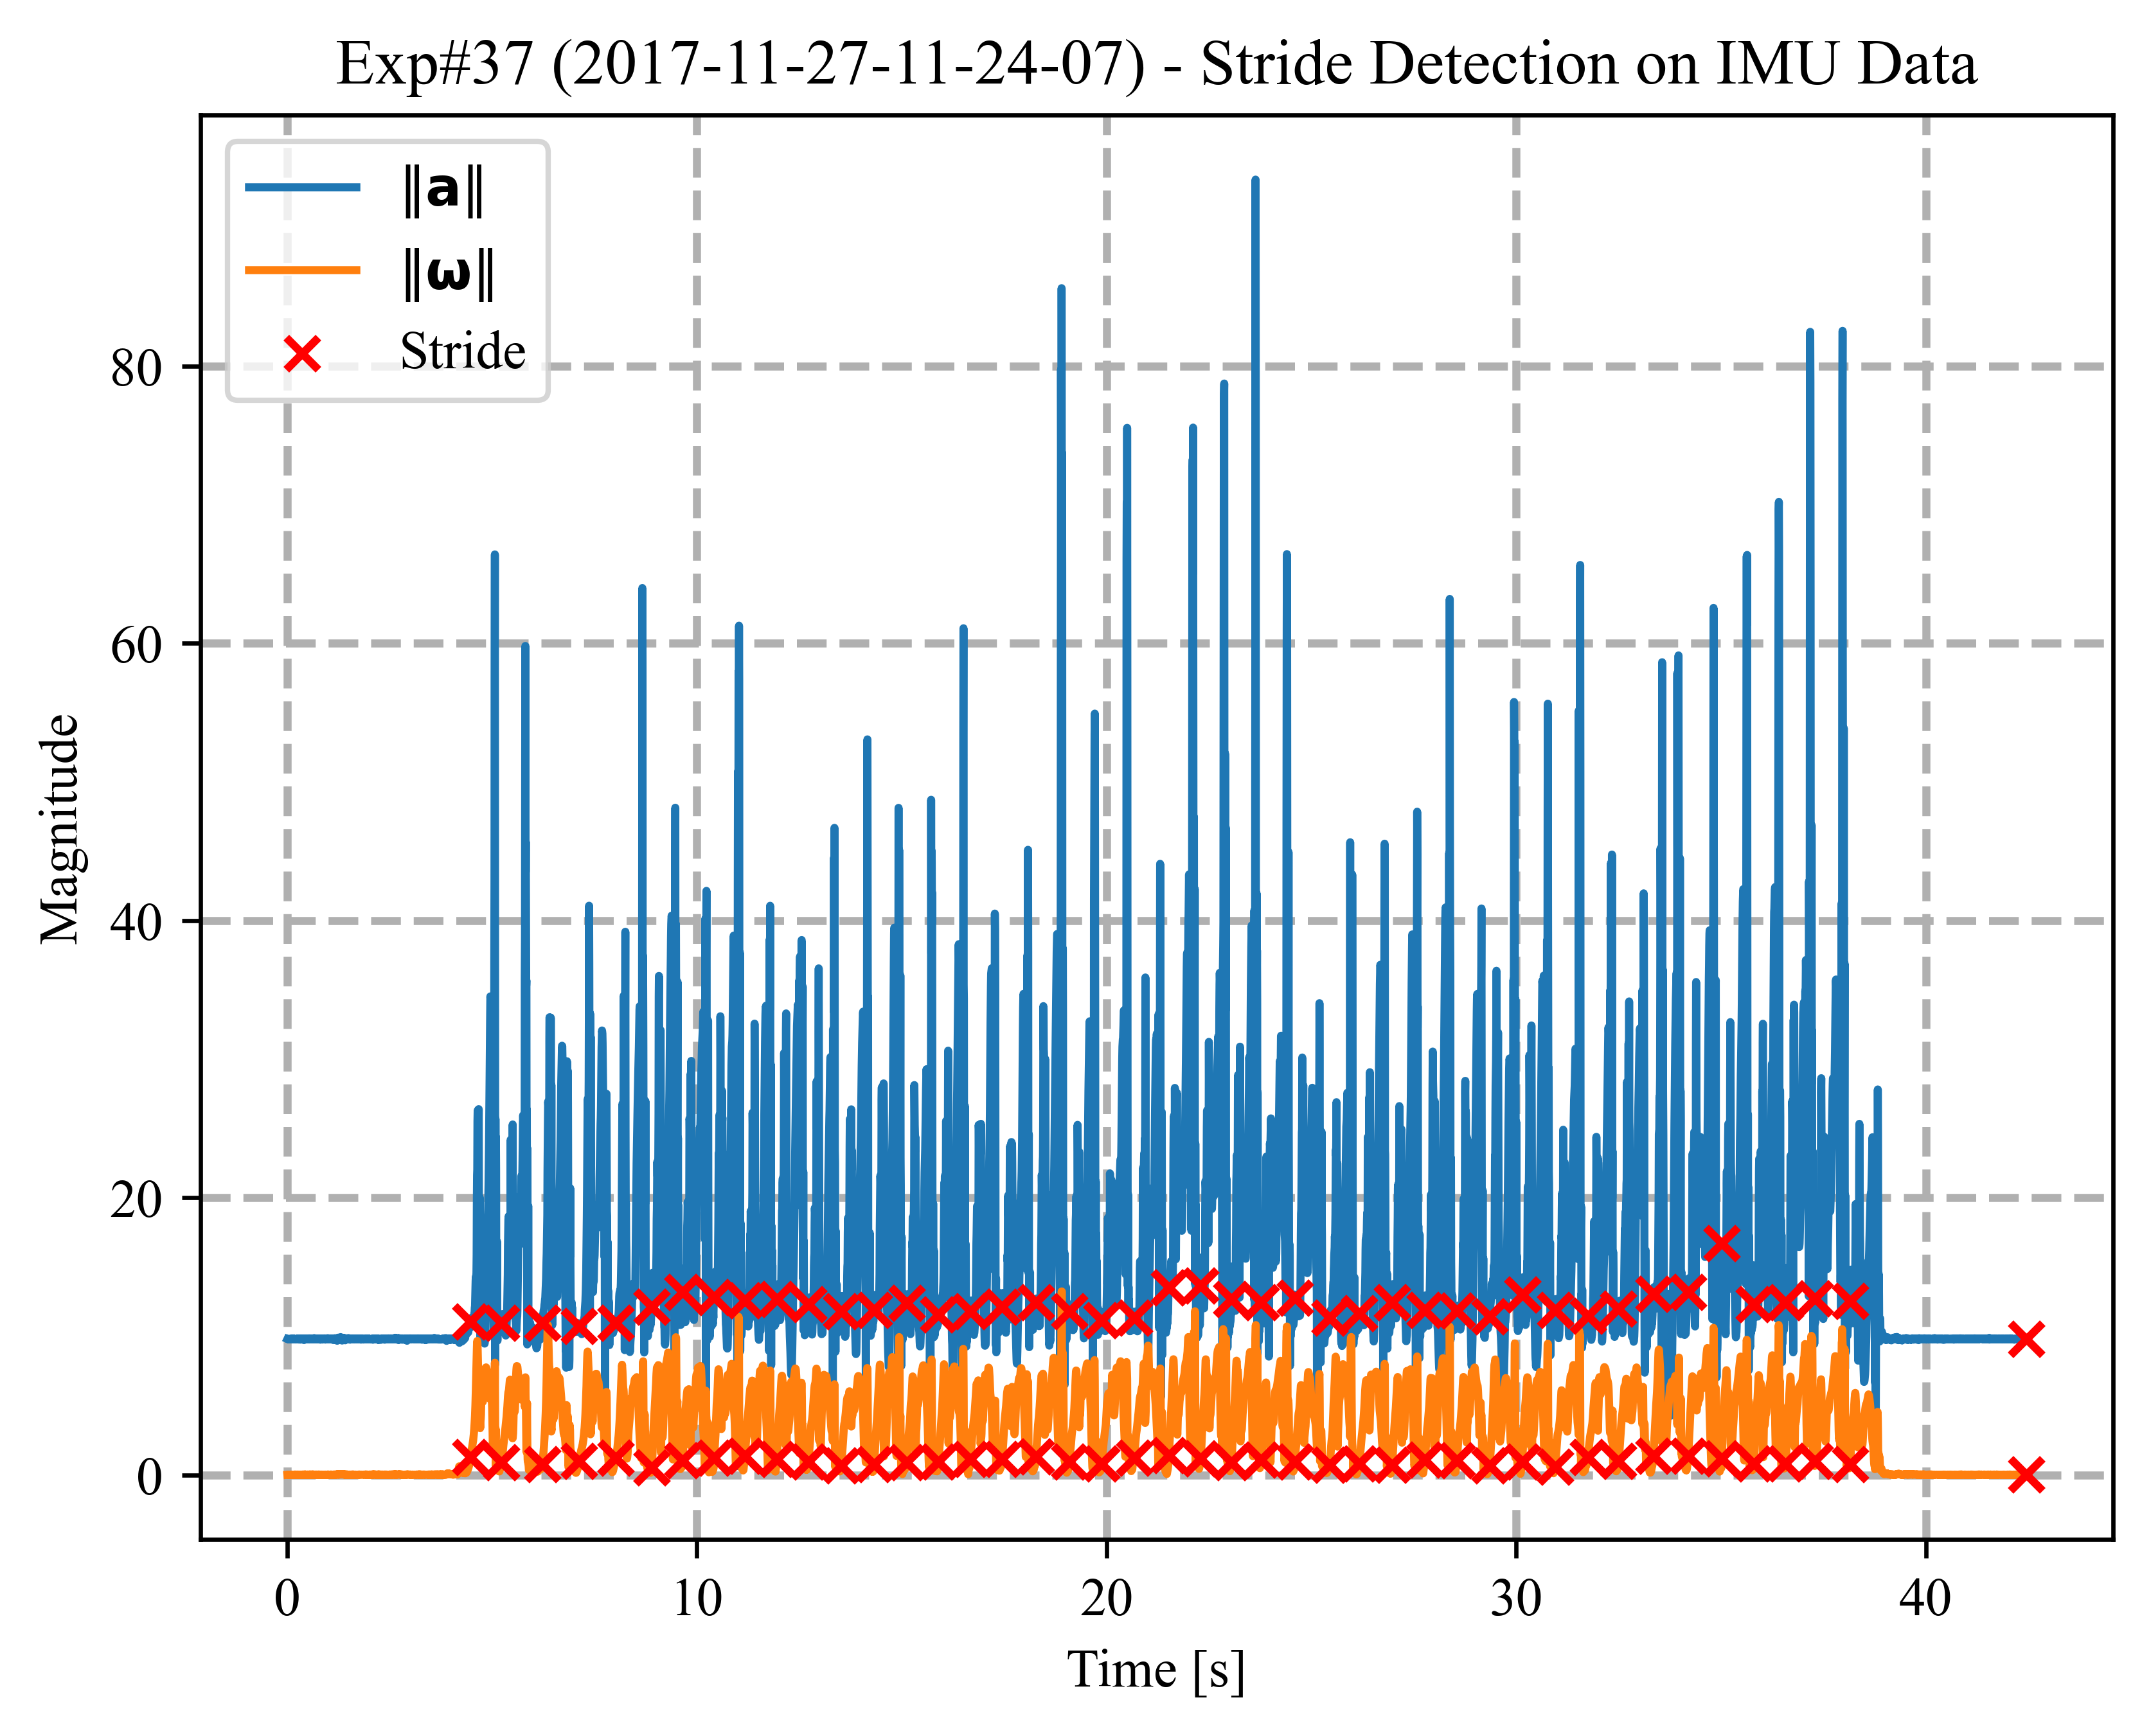 Exp#37 (2017-11-27-11-24-07) - Stride Detection on IMU Data
‖a‖
‖ω‖
Stride
Magnitude
80
60
40
20
0
0 10 20 30 40
Time [s]